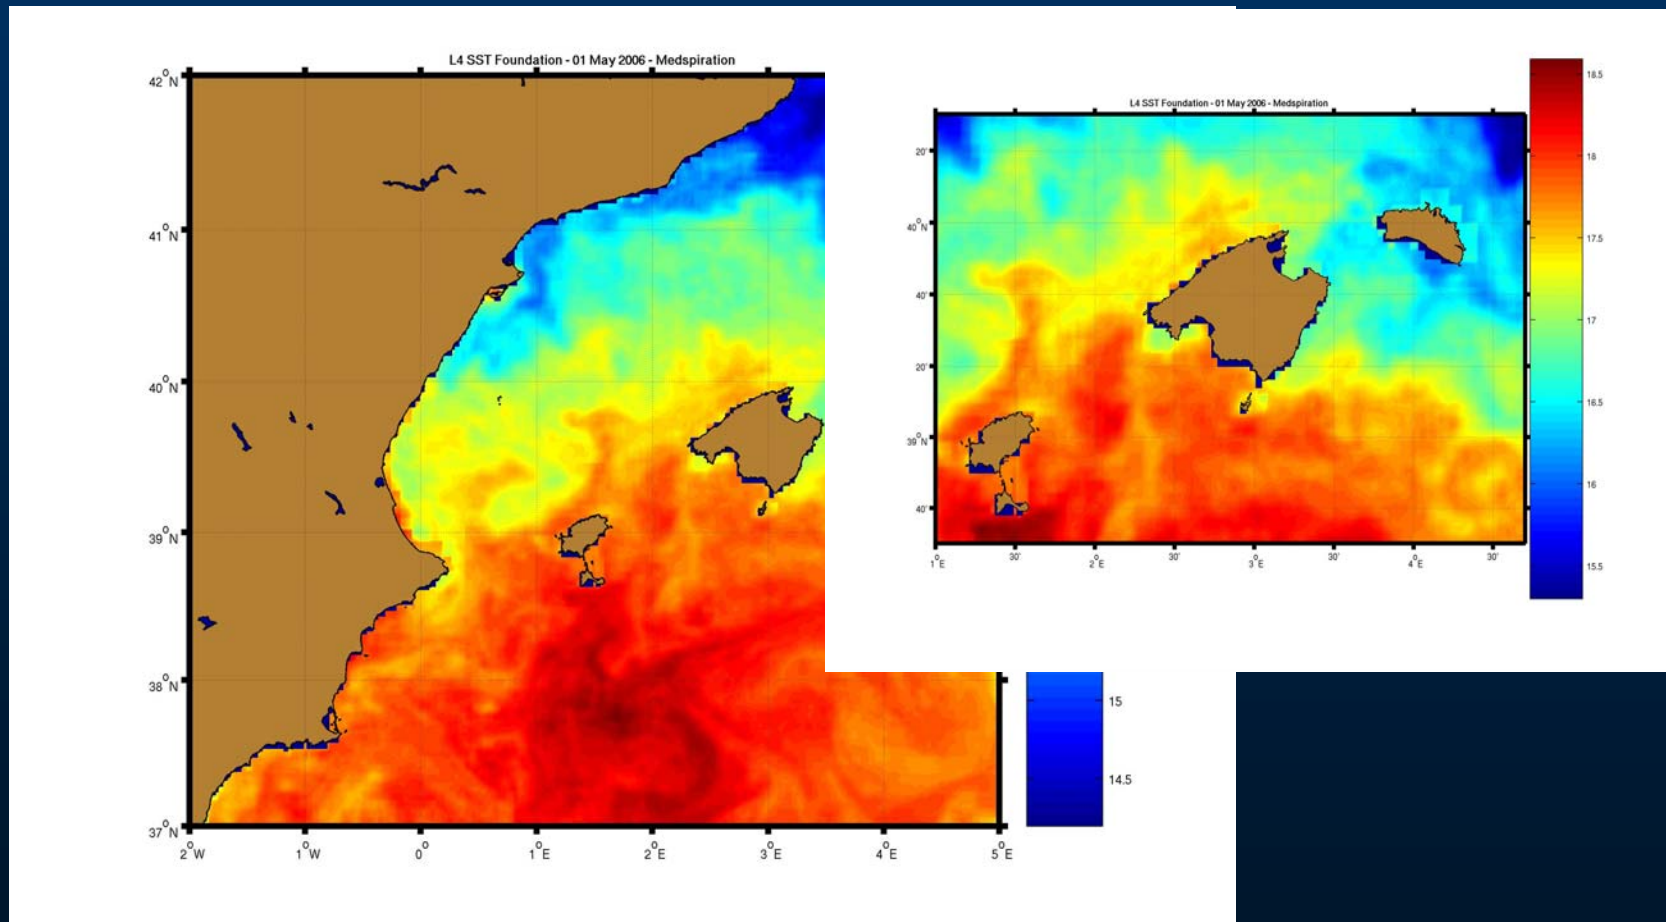 L4 SST Foundation - 01 May 2006 - Medspiration
42°N
41°N
40°N
39°N
38°N
37°N
2°W
1°W
0°
1°E
2°E
3°E
4°E
5°E
15
14.5
L4 SST Foundation - 01 May 2006 - Medspiration
20'
40°N
40'
20'
39°N
40'
1°E
30'
2°E
30'
3°E
30'
4°E
30'
18.5
18
17.5
17
16.5
16
15.5